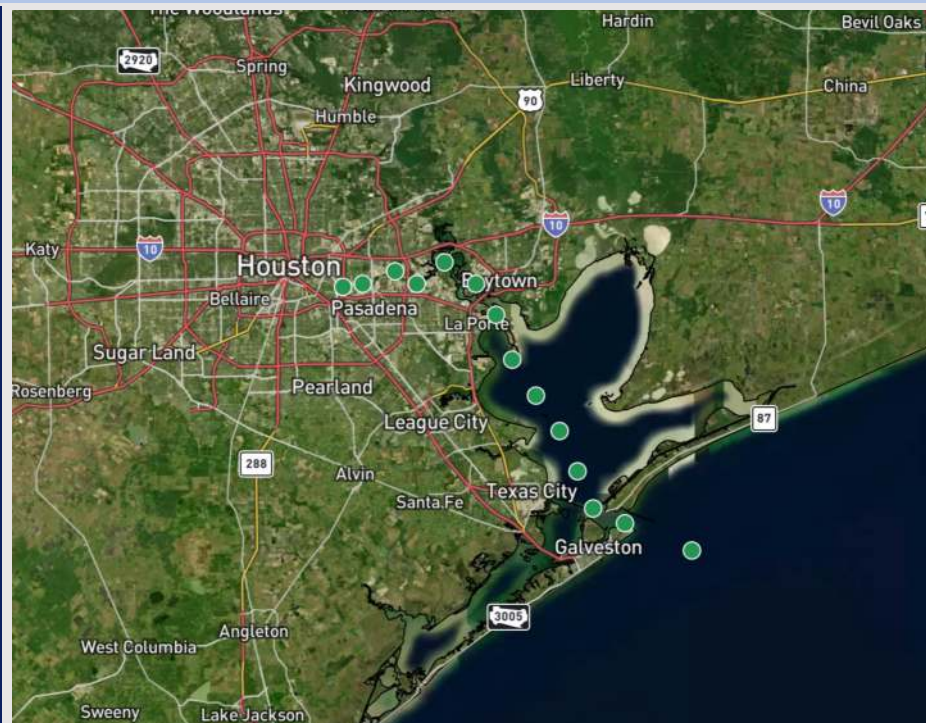 The Woodlands
Hardin
Bevil Oaks
2920
Spring
Kingwood
Liberty
China
90
Humble
10
10
Katy
10
Houston
Baytown
Bellaire
Pasadena
La Porte
Sugar Land
Rosenberg
Pearland
League City
87
288
Alvin
Texas City
Santa Fe
Galveston
3005
Angleton
West Columbia
Sweeny
Lake Jackson